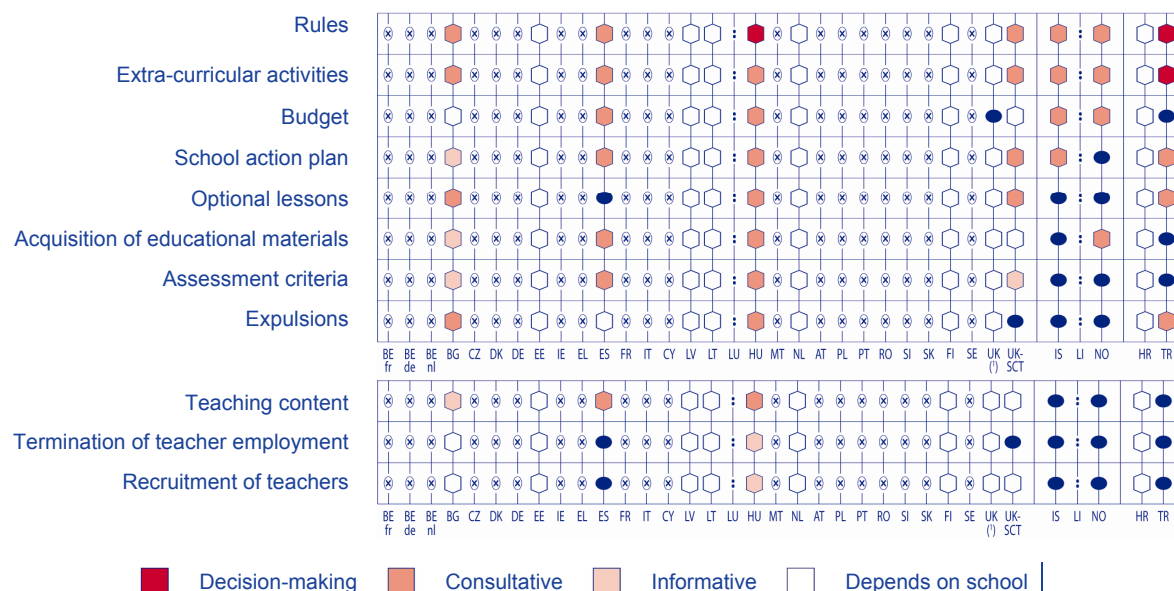 Rules
Extra-curricular activities
Budget
School action plan
Optional lessons
Acquisition of educational materials
Assessment criteria
Expulsions
BE fr BE de BE nl BG CZ DK DE EE IE EL ES FR IT CY LV LT LU HU MT NL AT PL PT RO SI SK FI SE UK (¹) UK-SCT IS LI NO HR TR
Teaching content
Termination of teacher employment
Recruitment of teachers
BE fr BE de BE nl BG CZ DK DE EE IE EL ES FR IT CY LV LT LU HU MT NL AT PL PT RO SI SK FI SE UK (¹) UK-SCT IS LI NO HR TR
Decision-making Consultative Informative Depends on school